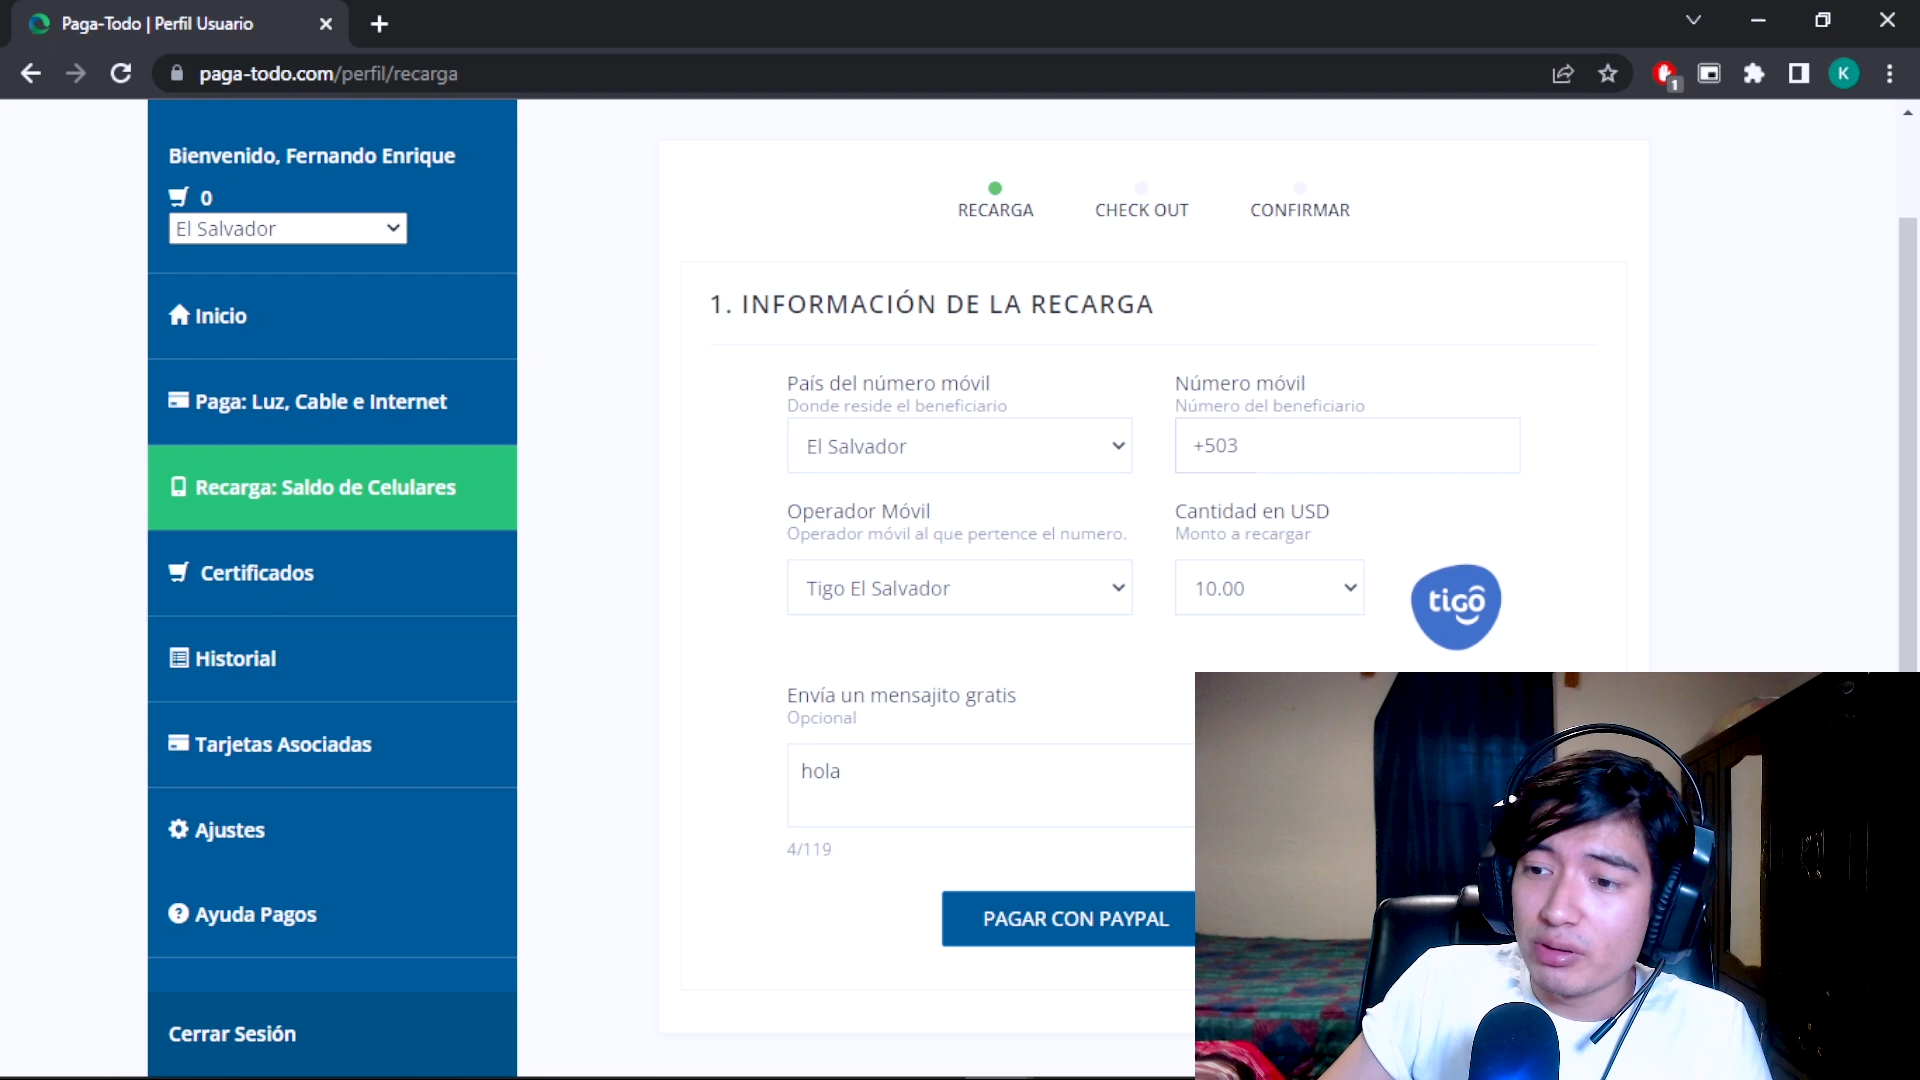 Paga-Todo | Perfil Usuario
paga-todo.com/perfil/recarga
1
K
Bienvenido, Fernando Enrique
0
El Salvador
Inicio
Paga: Luz, Cable e Internet
Recarga: Saldo de Celulares
Certificados
Historial
Tarjetas Asociadas
Ajustes
Ayuda Pagos
Cerrar Sesión
RECARGA CHECK OUT CONFIRMAR
1. INFORMACIÓN DE LA RECARGA
País del número móvil
Donde reside el beneficiario
El Salvador
Número móvil
Número del beneficiario
+503
Operador Móvil
Operador móvil al que pertence el numero.
Tigo El Salvador
Cantidad en USD
Monto a recargar
10.00
tigo
Envía un mensajito gratis
Opcional
hola
4/119
PAGAR CON PAYPAL